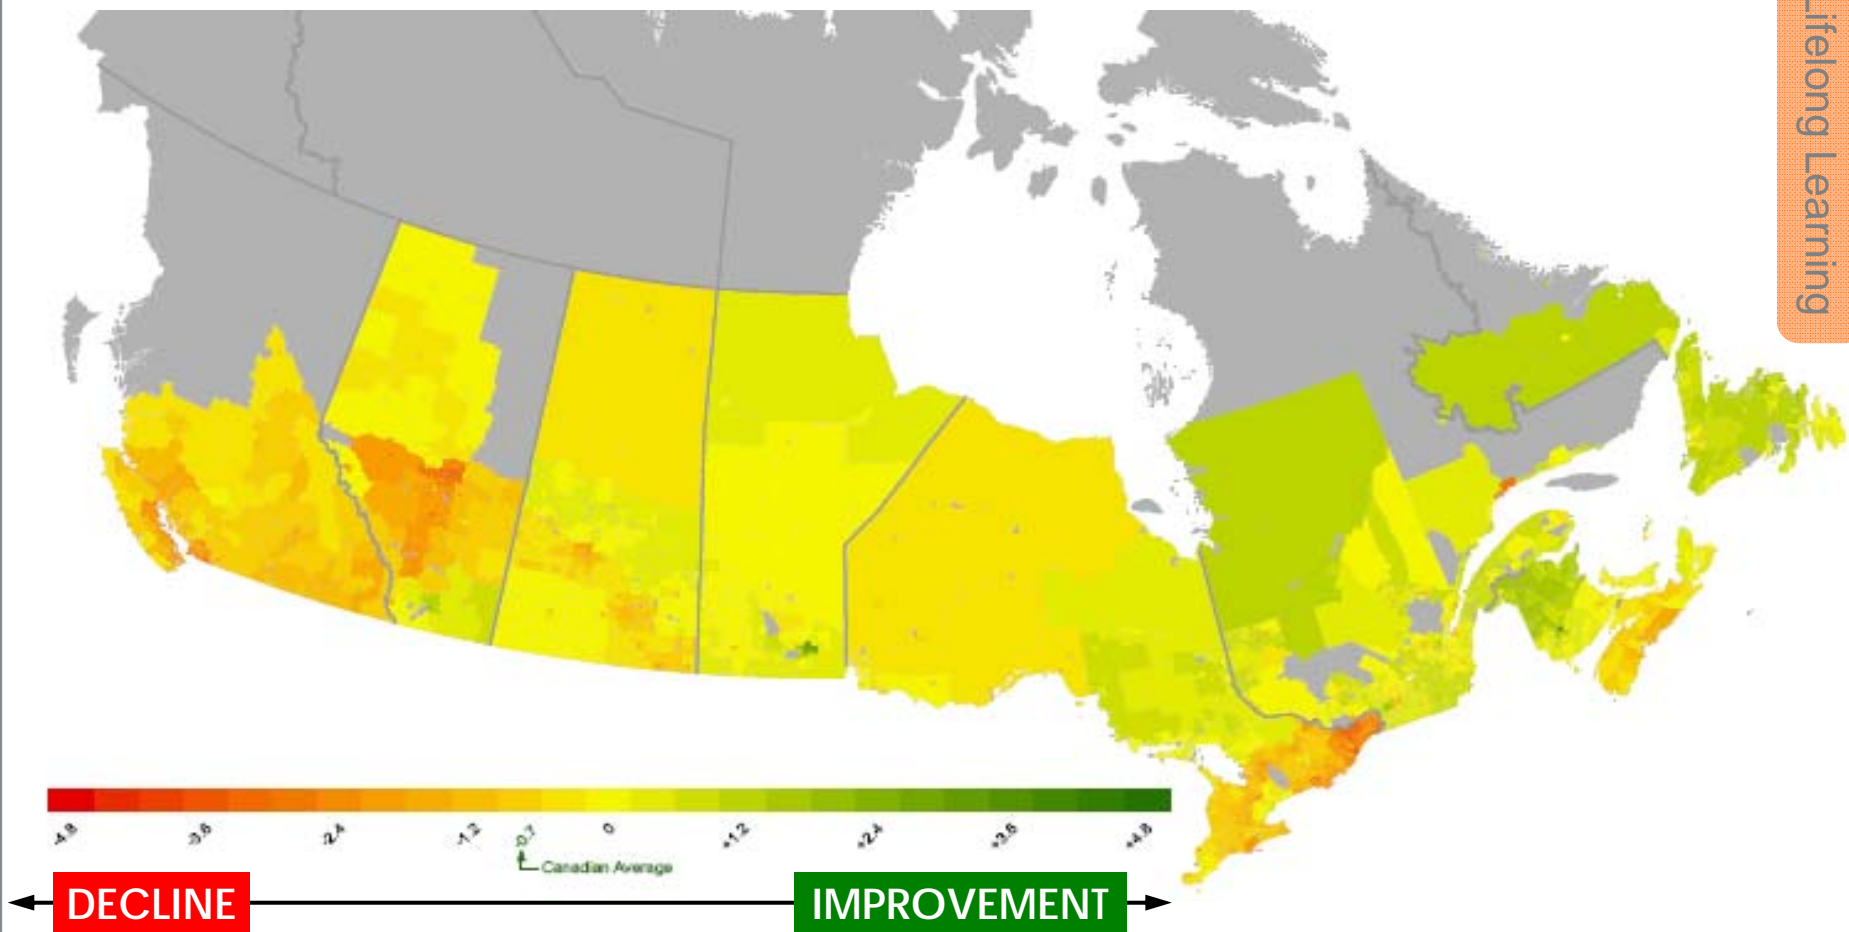 Lifelong Learning
-4.8 -3.6 -2.4 -1.2 -0.7 0 +1.2 +2.4 +3.6 +4.8
Canadian Average
DECLINE IMPROVEMENT